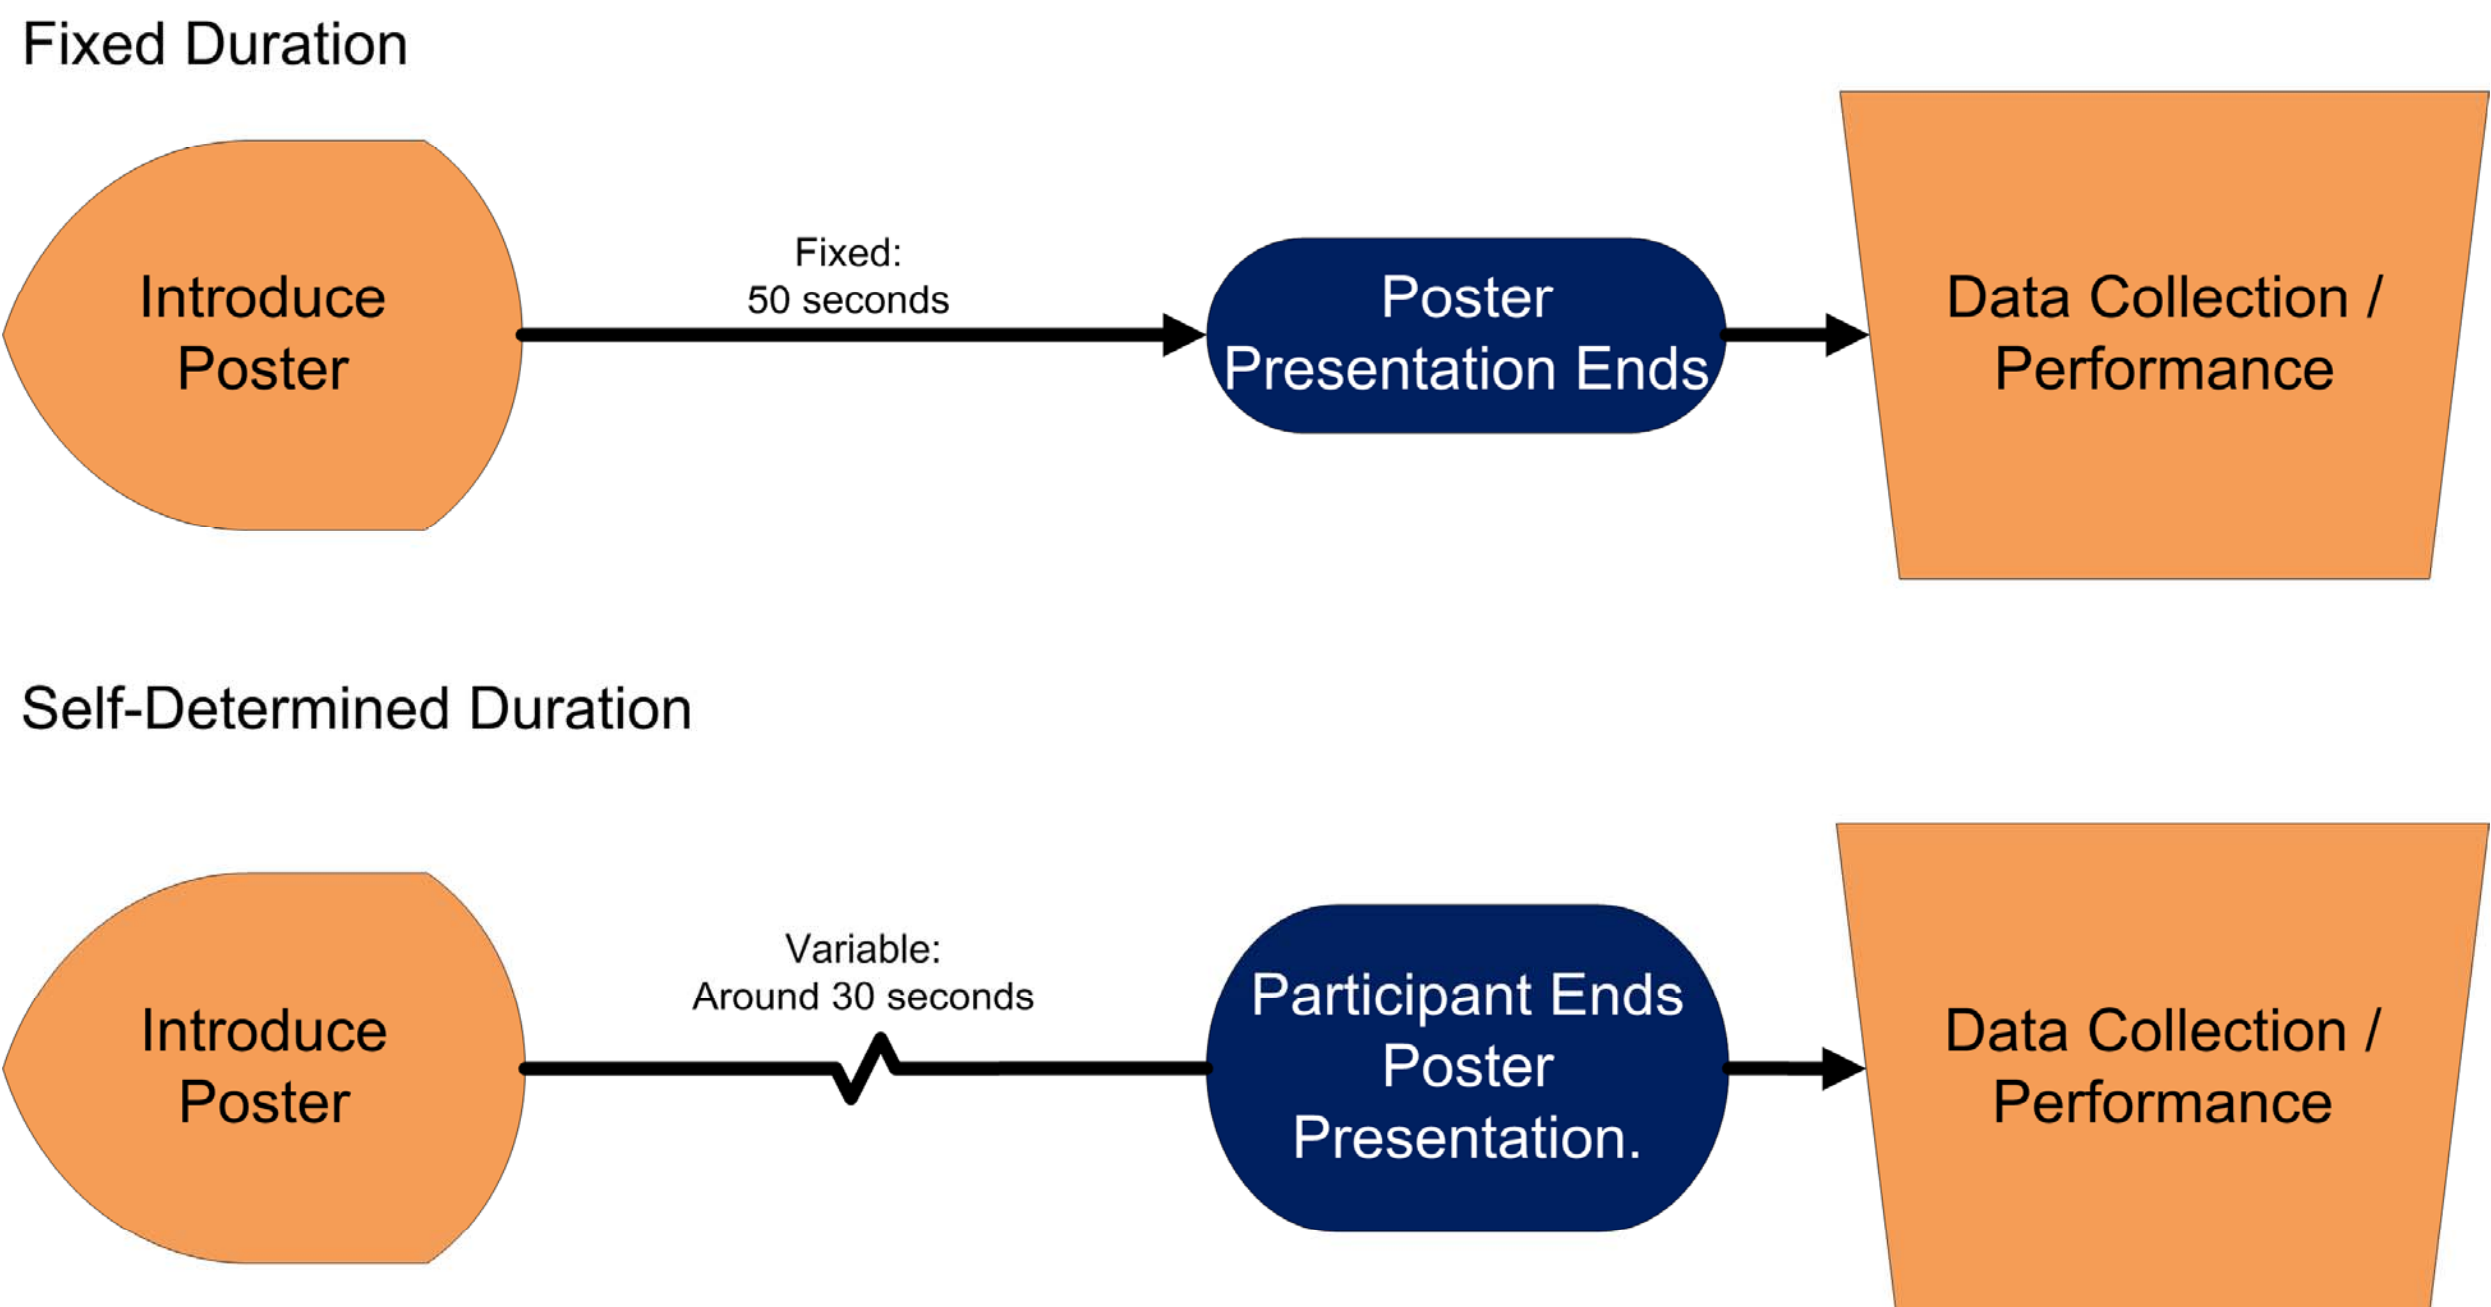 Fixed Duration
Introduce
Poster
Fixed:
50 seconds
Poster
Presentation Ends
Data Collection /
Performance
Self-Determined Duration
Introduce
Poster
Variable:
Around 30 seconds
Participant Ends
Poster
Presentation.
Data Collection /
Performance